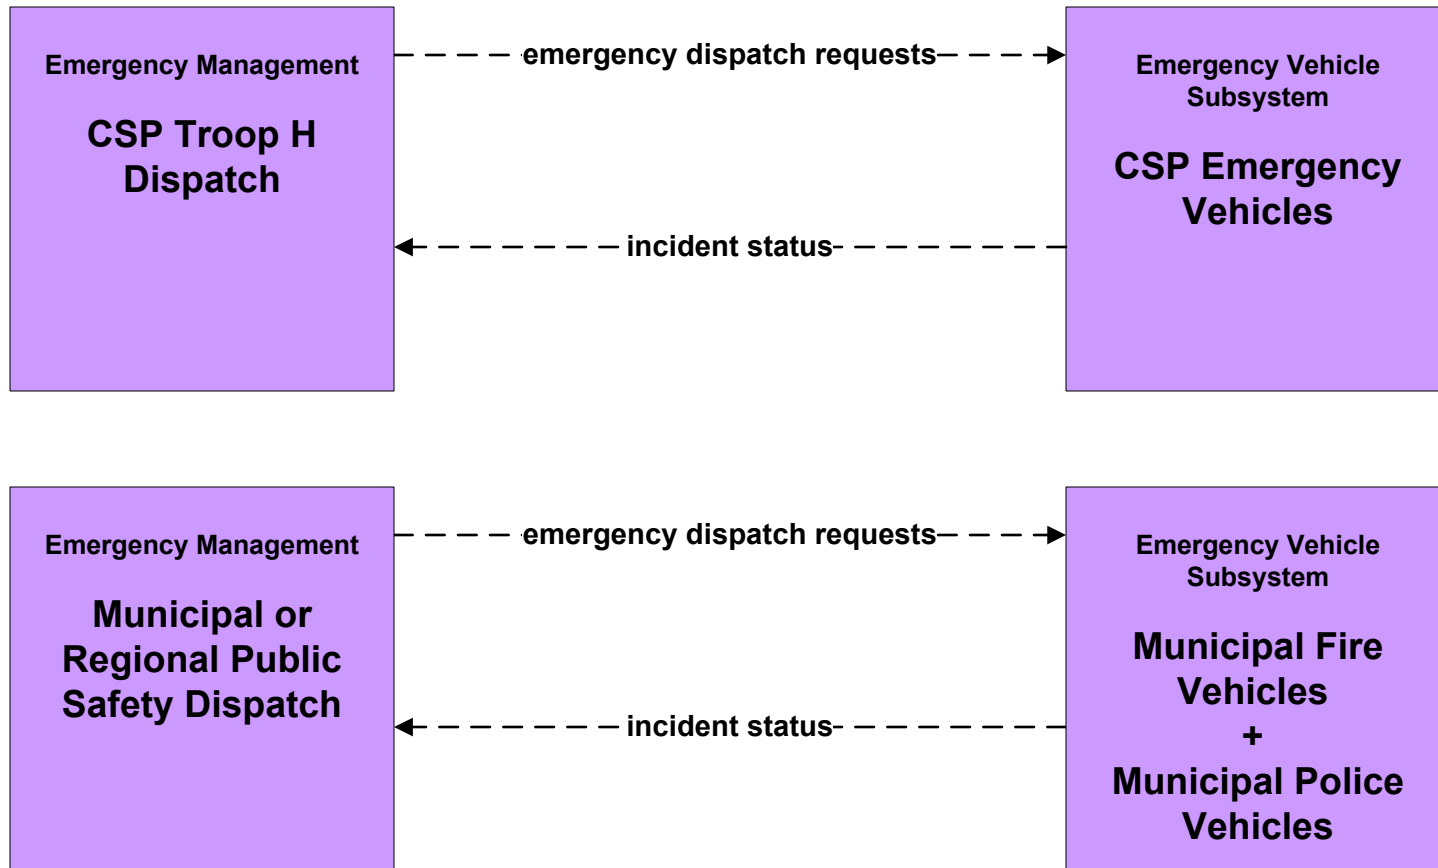 Emergency Management
CSP Troop H
Dispatch
emergency dispatch requests
incident status
Emergency Vehicle
Subsystem
CSP Emergency
Vehicles
Emergency Management
Municipal or
Regional Public
Safety Dispatch
emergency dispatch requests
incident status
Emergency Vehicle
Subsystem
Municipal Fire
Vehicles
+
Municipal Police
Vehicles